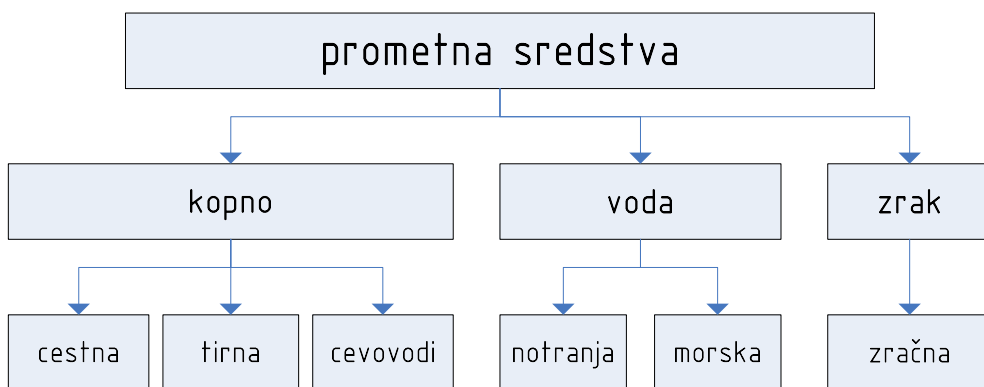 prometna sredstva
kopno
voda
zrak
cestna
tirna
cevovodi
notranja
morska
zračna